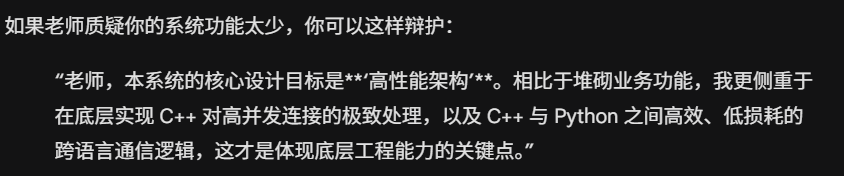 如果老师质疑你的系统功能太少，你可以这样辩护：
“老师，本系统的核心设计目标是**‘高性能架构’**。相比于堆砌业务功能，我更侧重于
在底层实现 C++ 对高并发连接的极致处理，以及 C++ 与 Python 之间高效、低损耗的
跨语言通信逻辑，这才是体现底层工程能力的关键点。”